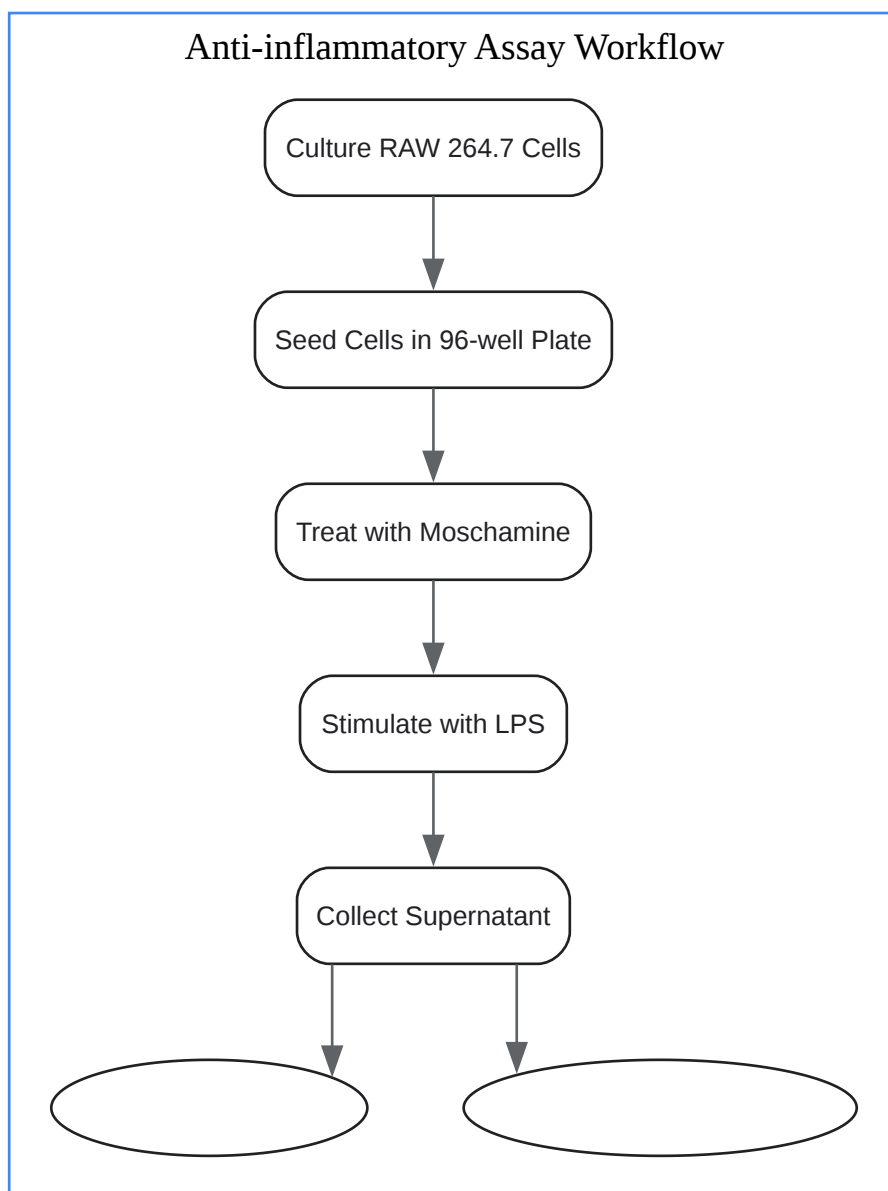 Anti-inflammatory Assay Workflow
Culture RAW 264.7 Cells
Seed Cells in 96-well Plate
Treat with Moschamine
Stimulate with LPS
Collect Supernatant